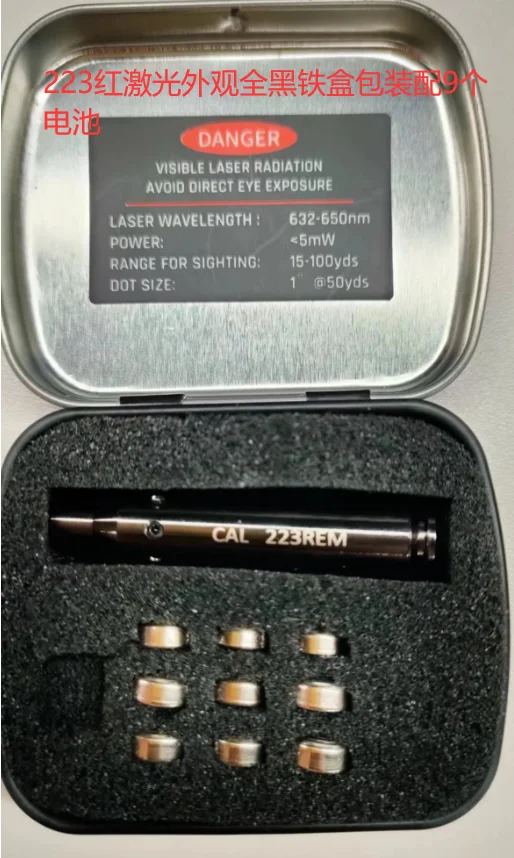 223红激光外观全黑铁盒包装配9个
电池
DANGER
VISIBLE LASER RADIATION
AVOID DIRECT EYE EXPOSURE
LASER WAVELENGTH : 632-650nm
POWER: <5mW
RANGE FOR SIGHTING: 15-100yds
DOT SIZE: 1" @50yds
CAL 223REM